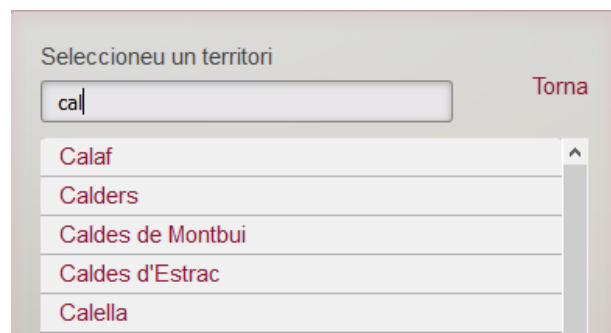 Seleccioneu un territori
Torna
cal
Calaf
Calders
Caldes de Montbui
Caldes d'Estrac
Calella